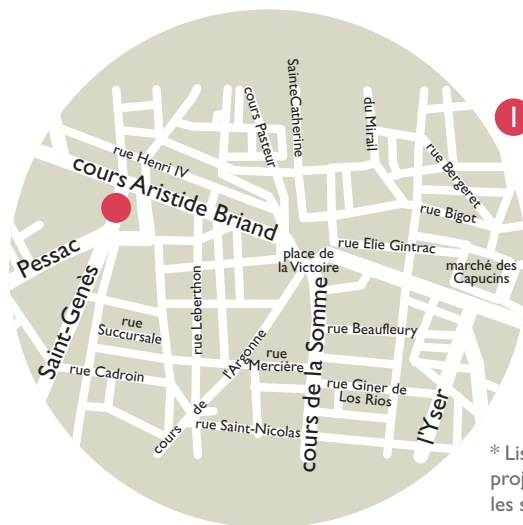 SainteCatherine
cours Pasteur
du Mirail
1
rue Henri IV
rue Bergeret
cours Aristide Briand
rue Bigot
rue Elie Gintrac
Pessac
place de
la Victoire
marché des
Capucins
Saint-Genès
rue Leberthon
rue
Succursale
cours de la Somme
rue Beaufleury
cours de l'Argonne
rue
Mercière
rue Cadroin
rue Giner de
Los Rios
l'Yser
rue Saint-Nicolas
* Lis
proj
les s